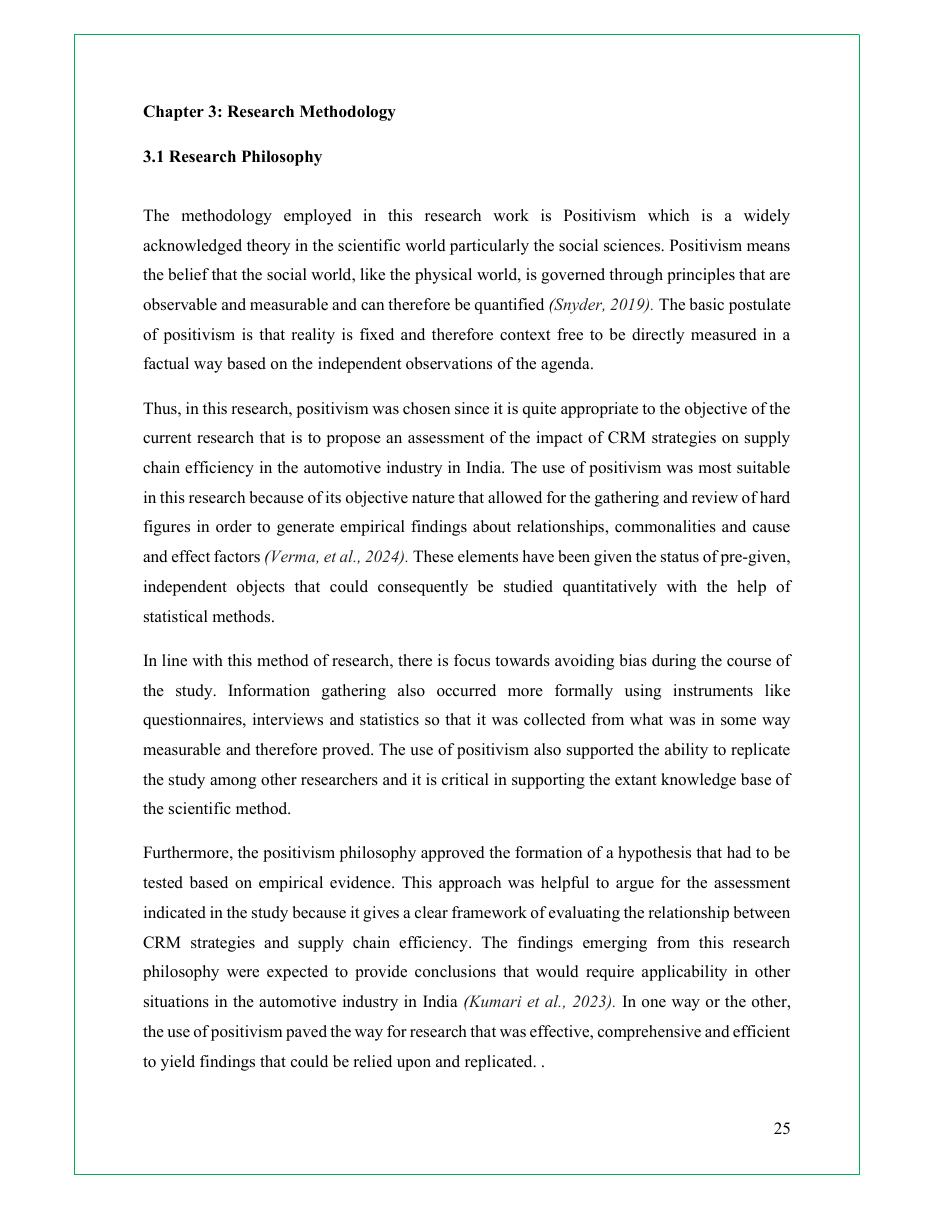 Chapter 3: Research Methodology
3.1 Research Philosophy
The methodology employed in this research work is Positivism which is a widely
acknowledged theory in the scientific world particularly the social sciences. Positivism means
the belief that the social world, like the physical world, is governed through principles that are
observable and measurable and can therefore be quantified (Snyder, 2019). The basic postulate
of positivism is that reality is fixed and therefore context free to be directly measured in a
factual way based on the independent observations of the agenda.
Thus, in this research, positivism was chosen since it is quite appropriate to the objective of the
current research that is to propose an assessment of the impact of CRM strategies on supply
chain efficiency in the automotive industry in India. The use of positivism was most suitable
in this research because of its objective nature that allowed for the gathering and review of hard
figures in order to generate empirical findings about relationships, commonalities and cause
and effect factors (Verma, et al., 2024). These elements have been given the status of pre-given,
independent objects that could consequently be studied quantitatively with the help of
statistical methods.
In line with this method of research, there is focus towards avoiding bias during the course of
the study. Information gathering also occurred more formally using instruments like
questionnaires, interviews and statistics so that it was collected from what was in some way
measurable and therefore proved. The use of positivism also supported the ability to replicate
the study among other researchers and it is critical in supporting the extant knowledge base of
the scientific method.
Furthermore, the positivism philosophy approved the formation of a hypothesis that had to be
tested based on empirical evidence. This approach was helpful to argue for the assessment
indicated in the study because it gives a clear framework of evaluating the relationship between
CRM strategies and supply chain efficiency. The findings emerging from this research
philosophy were expected to provide conclusions that would require applicability in other
situations in the automotive industry in India (Kumari et al., 2023). In one way or the other,
the use of positivism paved the way for research that was effective, comprehensive and efficient
to yield findings that could be relied upon and replicated. .
25